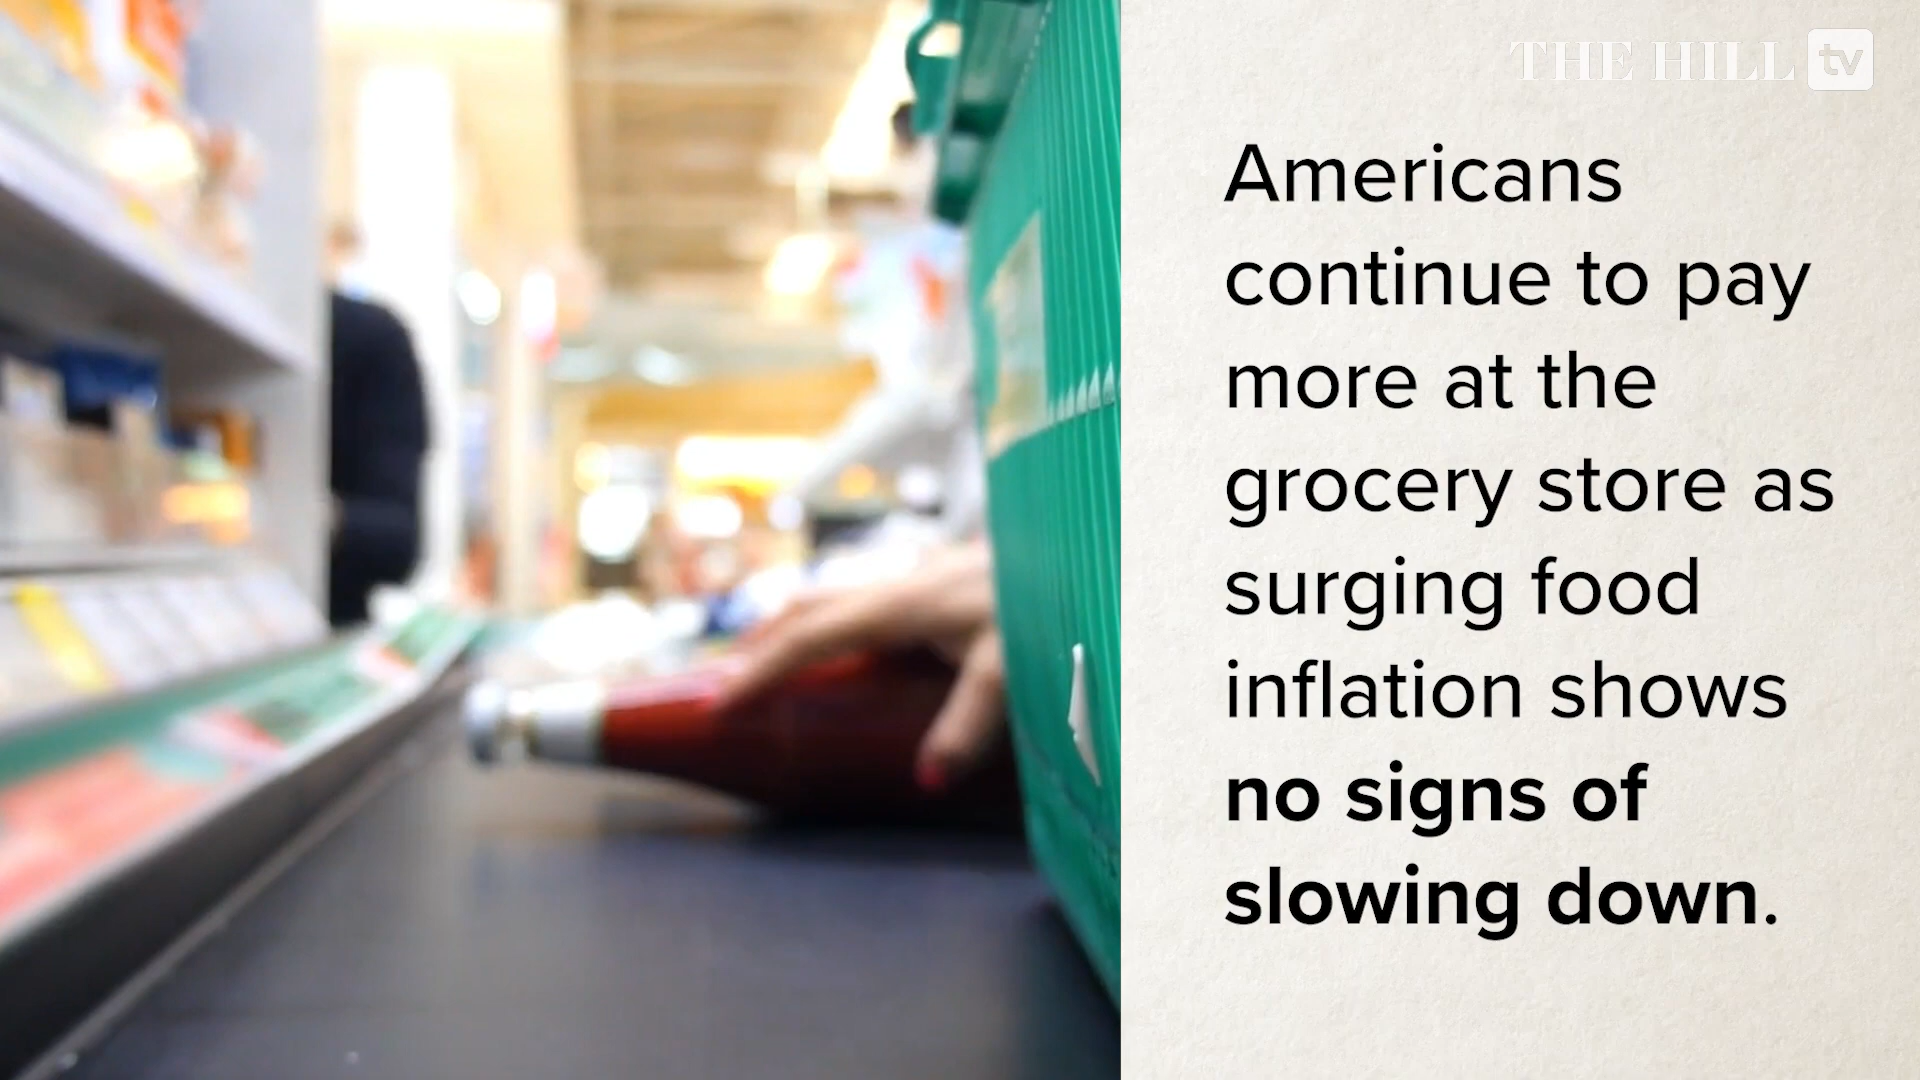 THE HILL tv
Americans
continue to pay
more at the
grocery store as
surging food
inflation shows
no signs of
slowing down.